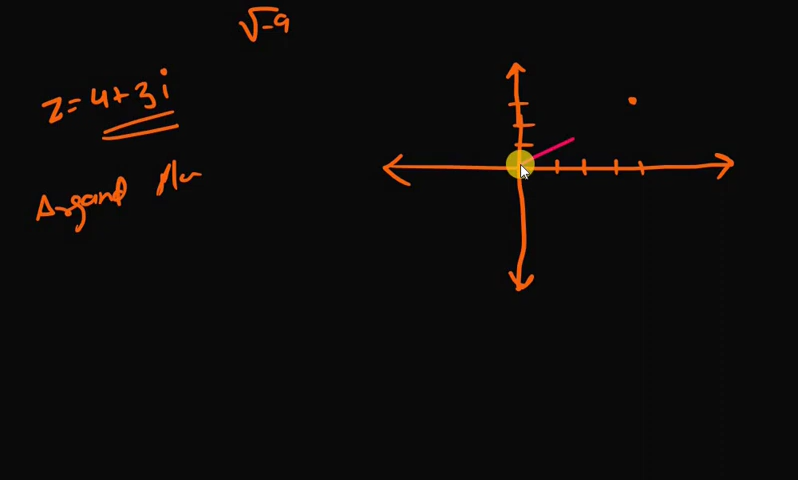 √-9
z = 4 + 3i
Argand